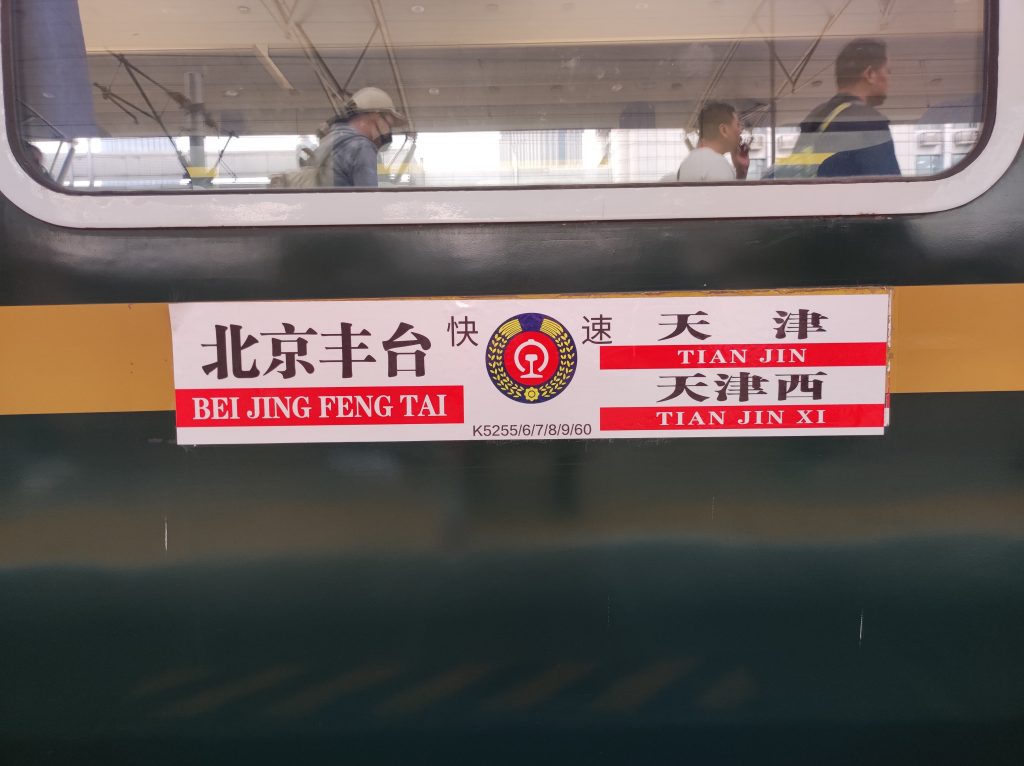 北京丰台
BEI JING FENG TAI
快 速
K5255/6/7/8/9/60
天 津
TIAN JIN
天津西
TIAN JIN XI